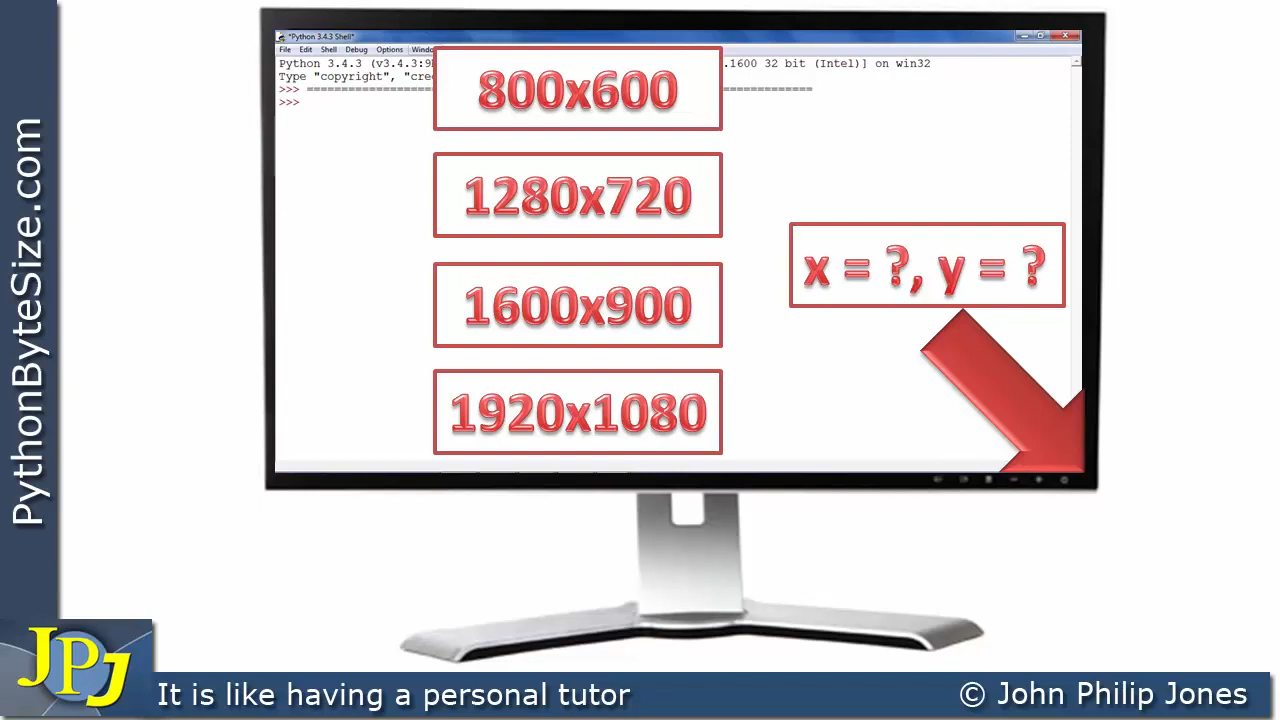 *Python 3.4.3 Shell*
File Edit Shell Debug Options
Python 3.4.3 (v3.4.3:9 .1600 32 bit (Intel)] on win32
Type "copyright", "cre
>>> ================================
>>>
800x600
1280x720
1600x900
1920x1080
x = ?, y = ?
PythonByteSize.com
JPJ
It is like having a personal tutor
© John Philip Jones